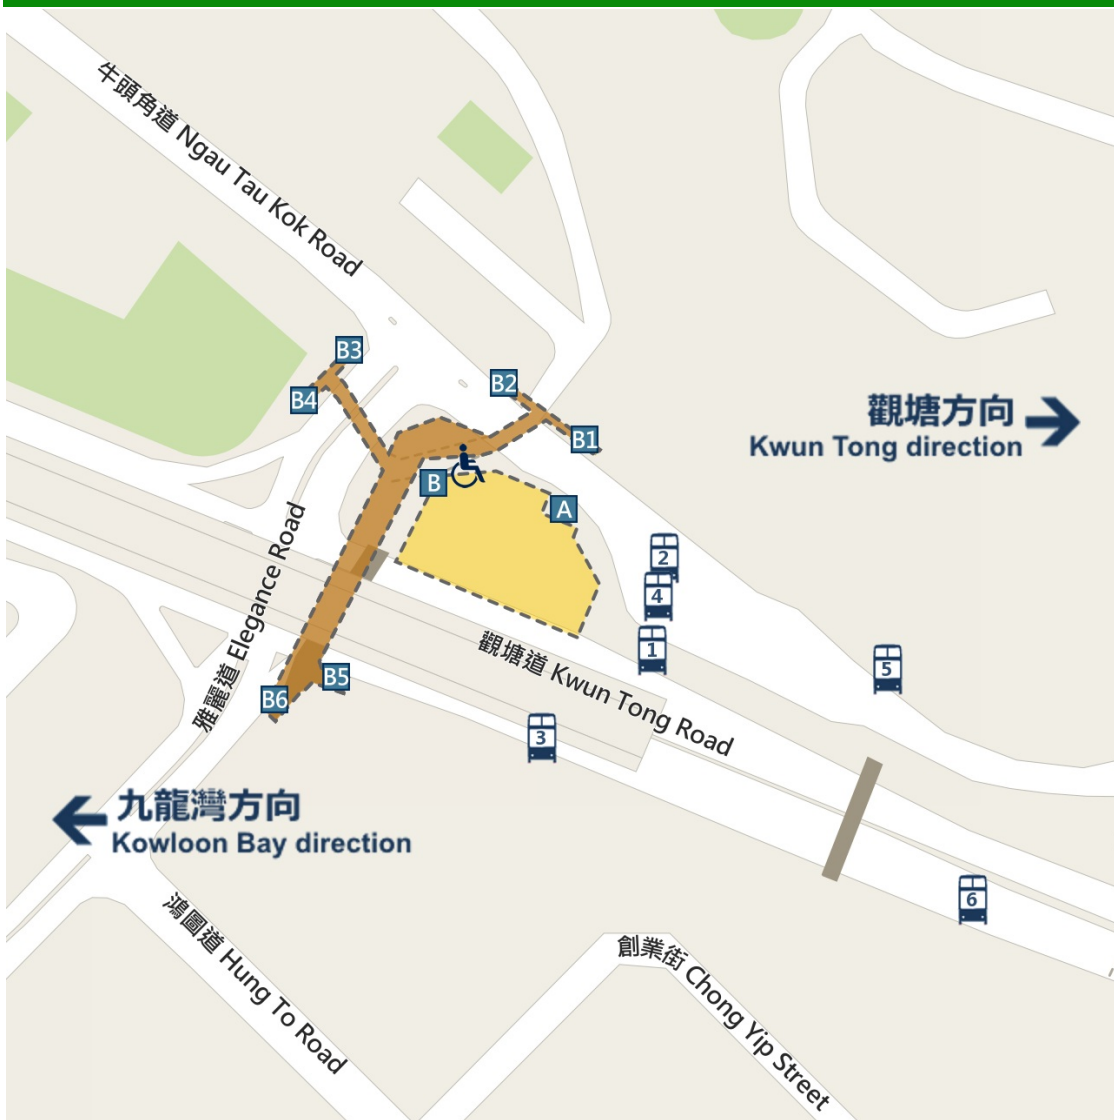 牛頭角道 Ngau Tau Kok Road
B3
B4
B2
B1
觀塘方向
Kwun Tong direction
B
A
2
4
1
5
雅麗道 Elegance Road
觀塘道 Kwun Tong Road
B5
B6
3
九龍灣方向
Kowloon Bay direction
6
鴻圖道 Hung To Road
創業街 Chong Yip Street